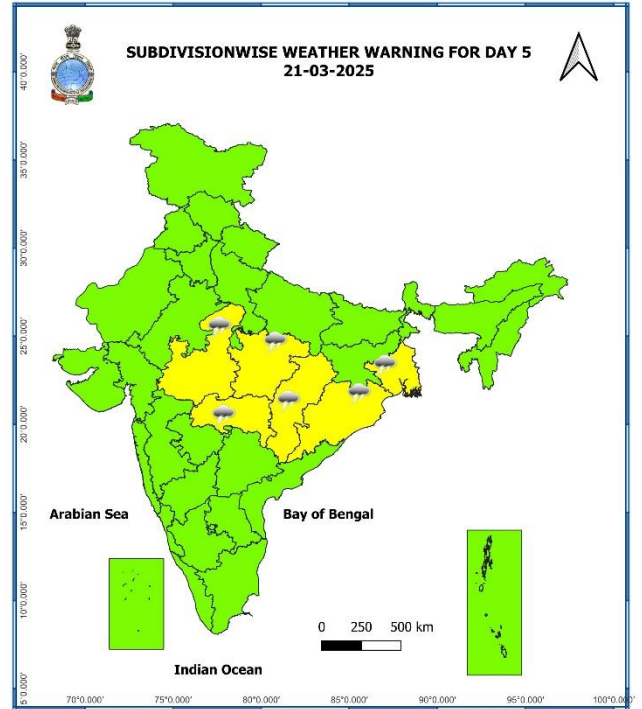 SUBDIVISIONWISE WEATHER WARNING FOR DAY 5
21-03-2025
40°0.000'
35°0.000'
30°0.000'
25°0.000'
20°0.000'
15°0.000'
10°0.000'
5°0.000'
Arabian Sea
Bay of Bengal
0 250 500 km
Indian Ocean
70°0.000' 75°0.000' 80°0.000' 85°0.000' 90°0.000' 95°0.000' 100°0.000'